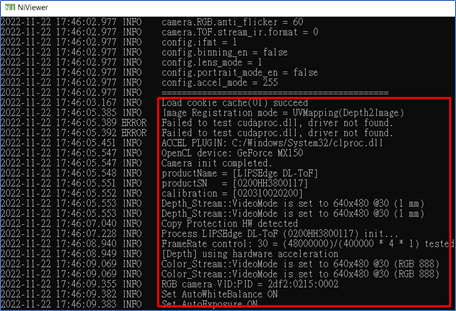 NiViewer
2022-11-22 17:46:02.977 INFO camera.RGB.anti_flicker = 60
2022-11-22 17:46:02.977 INFO camera.TOF.stream_ir.format = 0
2022-11-22 17:46:02.977 INFO config.ifmt = 1
2022-11-22 17:46:02.977 INFO config.binning_en = false
2022-11-22 17:46:02.977 INFO config.lens_mode = 1
2022-11-22 17:46:02.977 INFO config.portrait_mode_en = false
2022-11-22 17:46:02.977 INFO config.accel_mode = 255
2022-11-22 17:46:02.977 INFO ==========================================
2022-11-22 17:46:03.167 INFO Load cookie cache(01) succeed
2022-11-22 17:46:05.385 INFO Image Registration mode = UVMapping(Depth2Image)
2022-11-22 17:46:05.389 ERROR Failed to test cudaproc.dll, driver not found.
2022-11-22 17:46:05.392 ERROR Failed to test cudaproc.dll, driver not found.
2022-11-22 17:46:05.451 INFO ACCEL PLUGIN: C:/Windows/System32/clproc.dll
2022-11-22 17:46:05.547 INFO OpenCL device: GeForce MX150
2022-11-22 17:46:05.547 INFO Camera init completed.
2022-11-22 17:46:05.548 INFO productName = [LIPSEdge DL-ToF]
2022-11-22 17:46:05.551 INFO productSN = [0200HH3800117]
2022-11-22 17:46:05.552 INFO calibration = [020310020200]
2022-11-22 17:46:05.553 INFO Depth_Stream::VideoMode is set to 640x480 @30 (1 mm)
2022-11-22 17:46:05.553 INFO Depth_Stream::VideoMode is set to 640x480 @30 (1 mm)
2022-11-22 17:46:07.040 INFO Copy Protection HW detected
2022-11-22 17:46:07.228 INFO Process LIPSEdge DL-ToF (0200HH3800117) init...
2022-11-22 17:46:08.940 INFO FrameRate control: 30 = (48000000)/(400000 * 4 * 1) tested
2022-11-22 17:46:08.949 INFO [Depth] using hardware acceleration
2022-11-22 17:46:09.069 INFO Color_Stream::VideoMode is set to 640x480 @30 (RGB 888)
2022-11-22 17:46:09.069 INFO Color_Stream::VideoMode is set to 640x480 @30 (RGB 888)
2022-11-22 17:46:09.355 INFO RGB camera VID:PID = 2df2:0215:0002
2022-11-22 17:46:09.382 INFO Set AutoWhiteBalance ON
2022-11-22 17:46:09.383 INFO Set AutoExposure ON